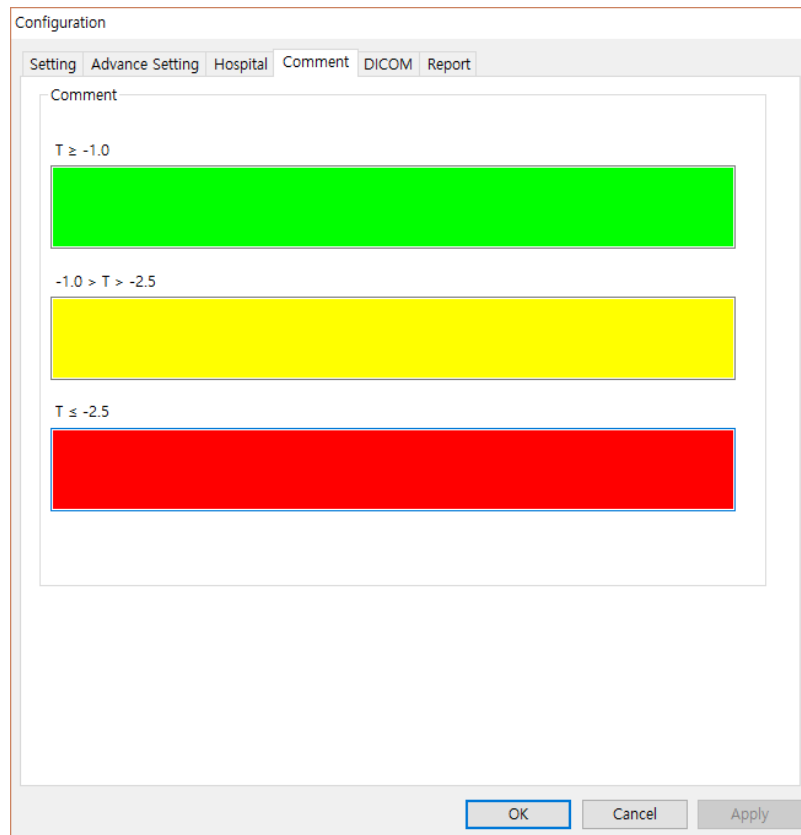 Configuration
Setting Advance Setting Hospital Comment DICOM Report
Comment
T ≥ -1.0
-1.0 > T > -2.5
T ≤ -2.5
OK Cancel Apply